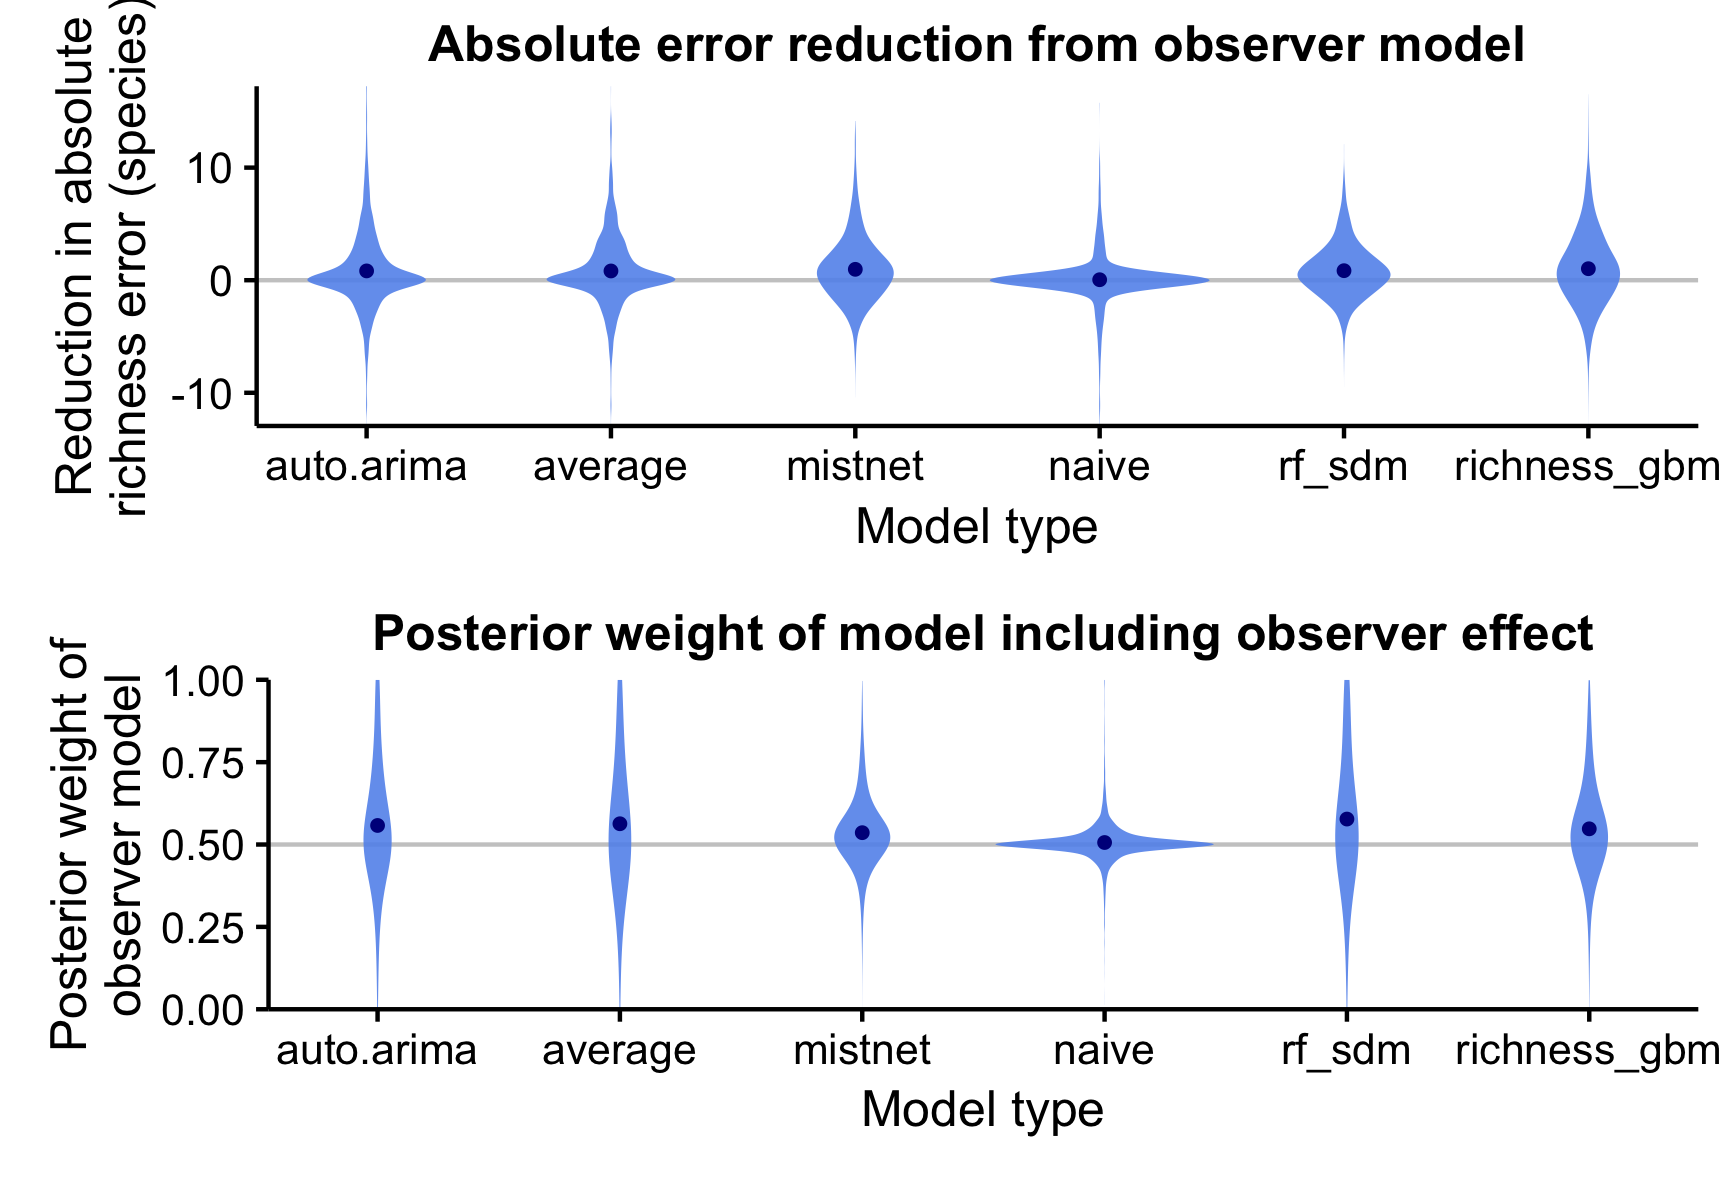 Absolute error reduction from observer model
Reduction in absolute
richness error (species)
10
0
-10
auto.arima average mistnet naive rf_sdm richness_gbm
Model type
Posterior weight of model including observer effect
Posterior weight of
observer model
1.00
0.75
0.50
0.25
0.00
auto.arima average mistnet naive rf_sdm richness_gbm
Model type